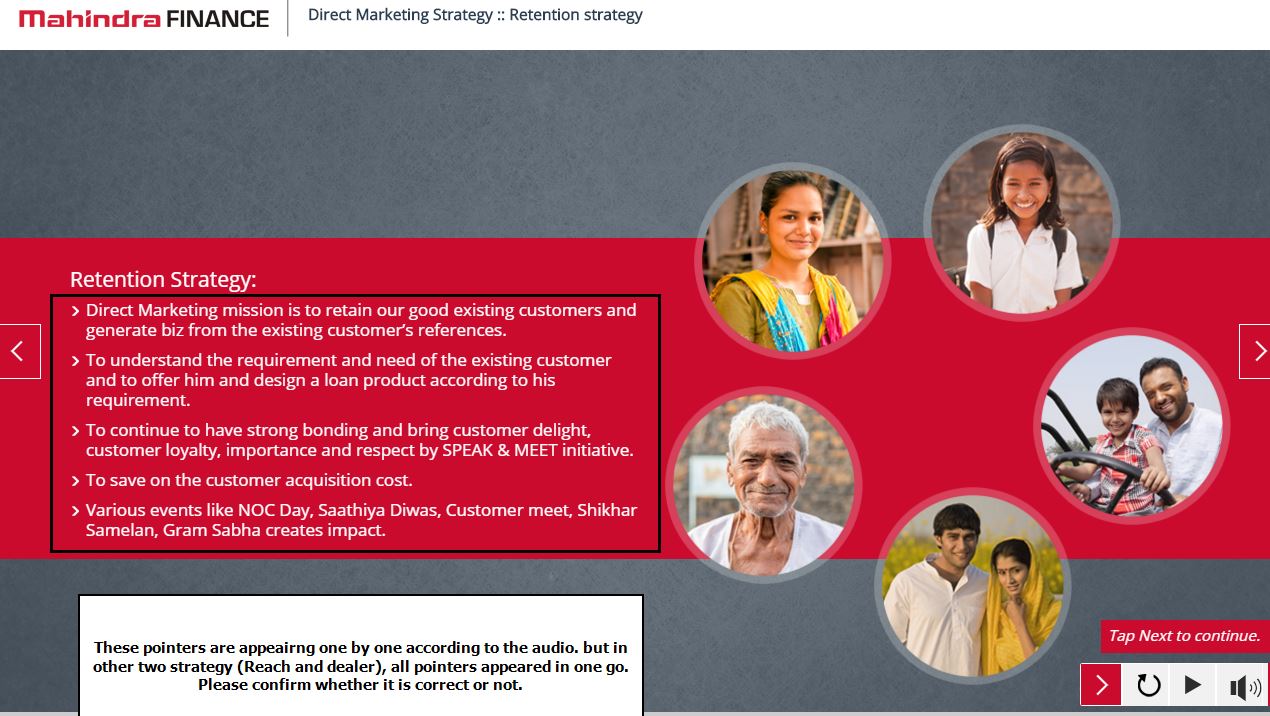 Mahindra FINANCE
Direct Marketing Strategy :: Retention strategy
Retention Strategy:
Direct Marketing mission is to retain our good existing customers and
generate biz from the existing customer's references.
To understand the requirement and need of the existing customer
and to offer him and design a loan product according to his
requirement.
To continue to have strong bonding and bring customer delight,
customer loyalty, importance and respect by SPEAK & MEET initiative.
To save on the customer acquisition cost.
Various events like NOC Day, Saathiya Diwas, Customer meet, Shikhar
Samelan, Gram Sabha creates impact.
These pointers are appeairng one by one according to the audio. but in
other two strategy (Reach and dealer), all pointers appeared in one go.
Please confirm whether it is correct or not.
Tap Next to continue.